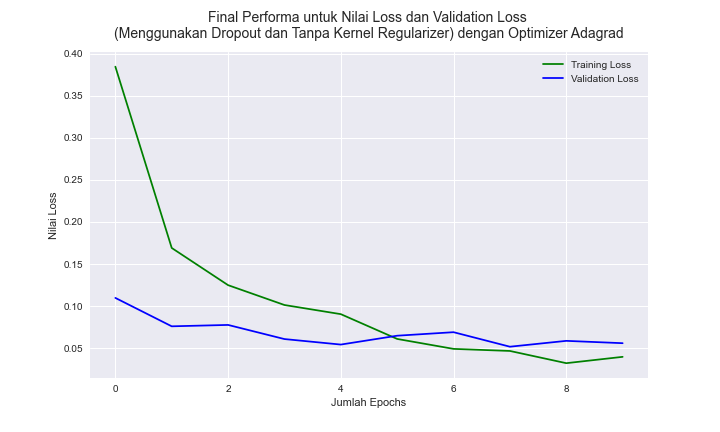 Final Performa untuk Nilai Loss dan Validation Loss
(Menggunakan Dropout dan Tanpa Kernel Regularizer) dengan Optimizer Adagrad
Training Loss
Validation Loss
0.40
0.35
0.30
0.25
0.20
0.15
0.10
0.05
Nilai Loss
0 2 4 6 8
Jumlah Epochs